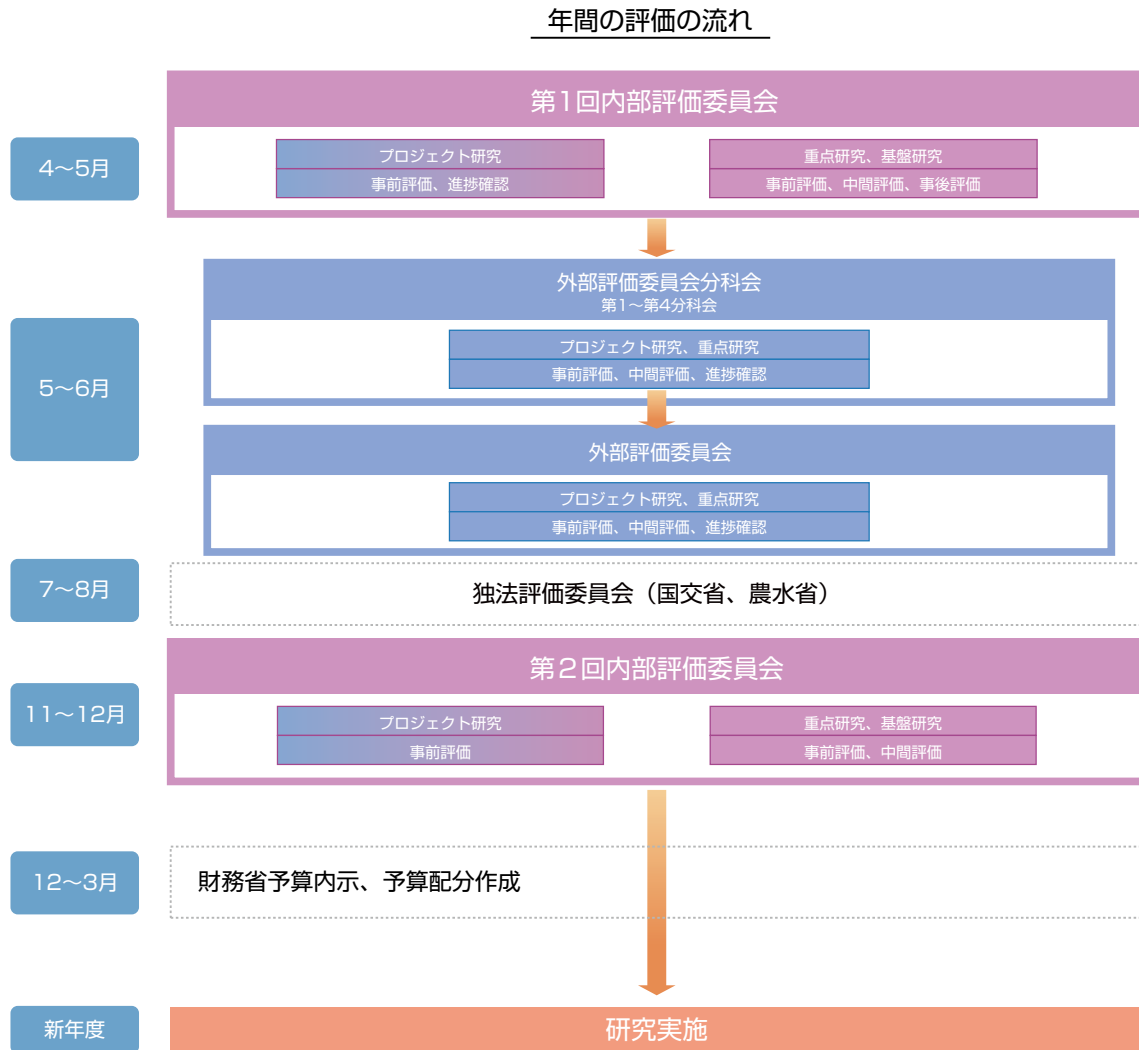 年間の評価の流れ
第1回内部評価委員会
4〜5月
プロジェクト研究
事前評価、進捗確認
重点研究、基盤研究
事前評価、中間評価、事後評価
5〜6月
外部評価委員会分科会
第1〜第4分科会
プロジェクト研究、重点研究
事前評価、中間評価、進捗確認
外部評価委員会
プロジェクト研究、重点研究
事前評価、中間評価、進捗確認
7〜8月
独法評価委員会（国交省、農水省）
第２回内部評価委員会
11〜12月
プロジェクト研究
事前評価
重点研究、基盤研究
事前評価、中間評価
12〜3月
財務省予算内示、予算配分作成
新年度
研究実施